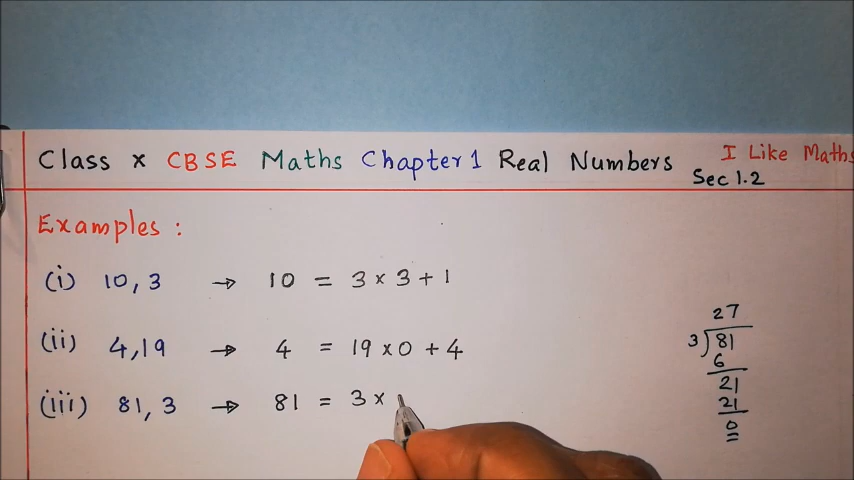 Class x CBSE Maths Chapter 1 Real Numbers
I Like Maths
Sec 1.2
Examples :
(i) 10, 3 → 10 = 3 × 3 + 1
(ii) 4, 19 → 4 = 19 × 0 + 4
(iii) 81, 3 → 81 = 3 ×
27
3)81
6
21
21
0